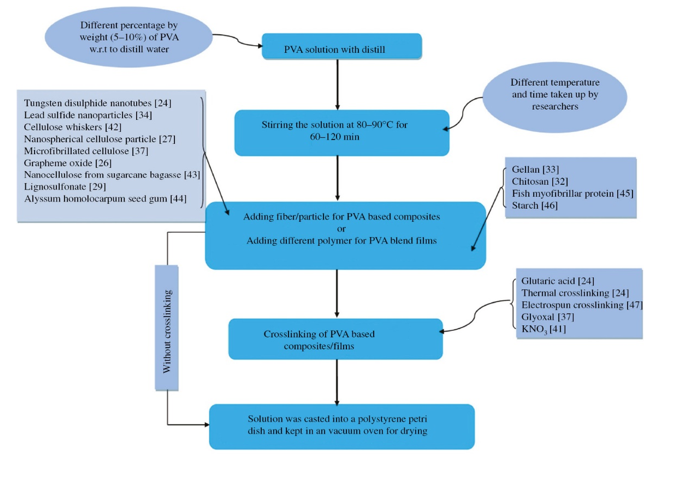 Different percentage by
weight (5–10%) of PVA
w.r.t to distill water
PVA solution with distill
Different temperature
and time taken up by
researchers
Stirring the solution at 80–90°C for
60–120 min
Tungsten disulphide nanotubes [24]
Lead sulfide nanoparticles [34]
Cellulose whiskers [42]
Nanospherical cellulose particle [27]
Microfibrillated cellulose [37]
Grapheme oxide [26]
Nanocellulose from sugarcane bagasse [43]
Lignosulfonate [29]
Alyssum homolocarpum seed gum [44]
Gellan [33]
Chitosan [32]
Fish myofibrillar protein [45]
Starch [46]
Adding fiber/particle for PVA based composites
or
Adding different polymer for PVA blend films
Glutaric acid [24]
Thermal crosslinking [24]
Electrospun crosslinking [47]
Glyoxal [37]
KNO3 [41]
Without crosslinking
Crosslinking of PVA based
composites/films
Solution was casted into a polystyrene petri
dish and kept in an vacuum oven for drying